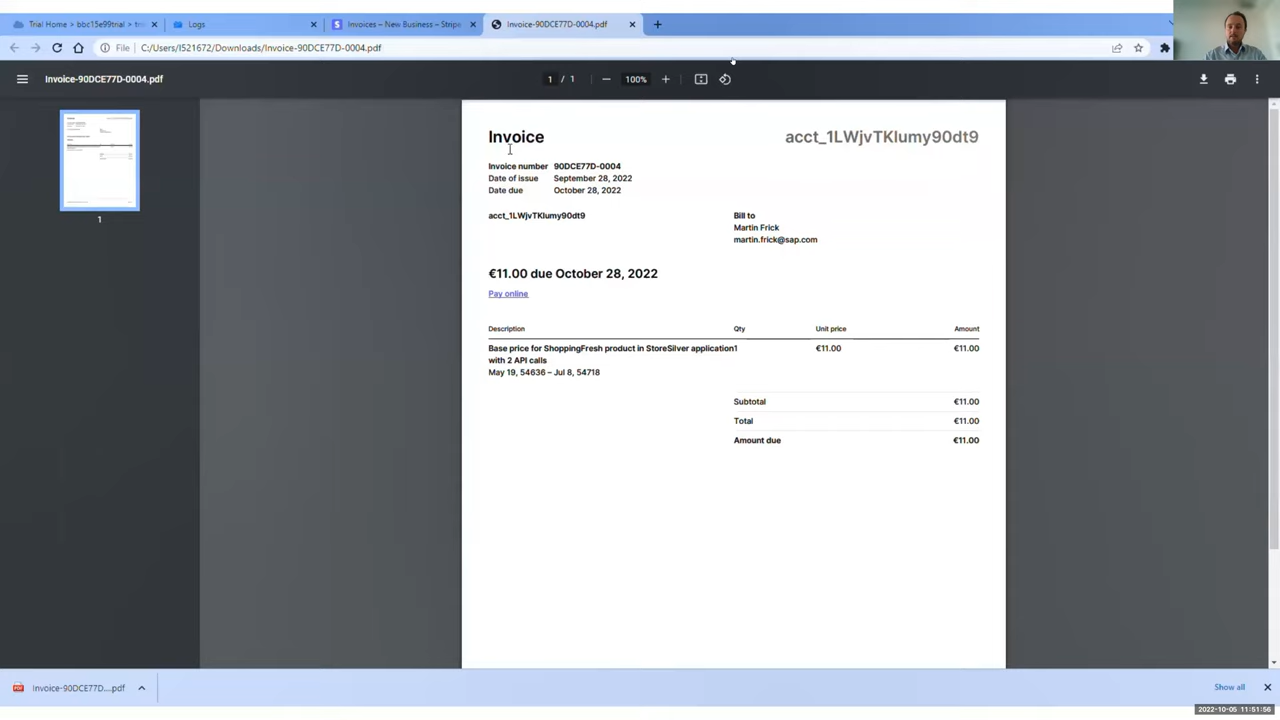 Trial Home > bbc15e99trial > tri
Logs
Invoices – New Business – Stripe
Invoice-90DCE77D-0004.pdf
File
C:/Users/I521672/Downloads/Invoice-90DCE77D-0004.pdf
Invoice-90DCE77D-0004.pdf
1 / 1
100%
1
Invoice
acct_1LWjvTKIumy90dt9
Invoice number 90DCE77D-0004
Date of issue September 28, 2022
Date due October 28, 2022
acct_1LWjvTKIumy90dt9
Bill to
Martin Frick
martin.frick@sap.com
€11.00 due October 28, 2022
Pay online
Description Qty Unit price Amount
Base price for ShoppingFresh product in StoreSilver application1 €11.00 €11.00
with 2 API calls
May 19, 54636 – Jul 8, 54718
Subtotal €11.00
Total €11.00
Amount due €11.00
Invoice-90DCE77D....pdf
Show all
2022-10-05 11:51:56